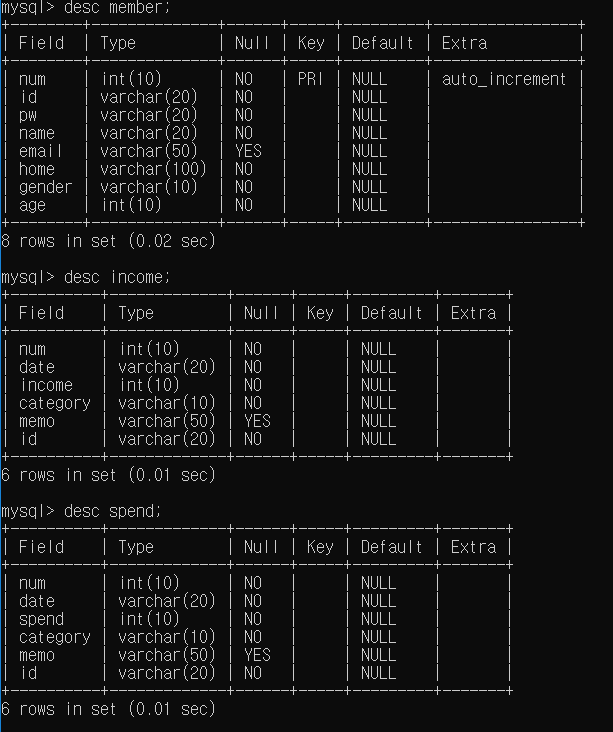 mysql> desc member;
+---------+--------------+------+-----+---------+----------------+
| Field | Type | Null | Key | Default | Extra |
+---------+--------------+------+-----+---------+----------------+
| num | int(10) | NO | PRI | NULL | auto_increment |
| id | varchar(20) | NO | | NULL | |
| pw | varchar(20) | NO | | NULL | |
| name | varchar(20) | NO | | NULL | |
| email | varchar(50) | YES | | NULL | |
| home | varchar(100) | NO | | NULL | |
| gender | varchar(10) | NO | | NULL | |
| age | int(10) | NO | | NULL | |
+---------+--------------+------+-----+---------+----------------+
8 rows in set (0.02 sec)
mysql> desc income;
+----------+-------------+------+-----+---------+-------+
| Field | Type | Null | Key | Default | Extra |
+----------+-------------+------+-----+---------+-------+
| num | int(10) | NO | | NULL | |
| date | varchar(20) | NO | | NULL | |
| income | int(10) | NO | | NULL | |
| category | varchar(10) | NO | | NULL | |
| memo | varchar(50) | YES | | NULL | |
| id | varchar(20) | NO | | NULL | |
+----------+-------------+------+-----+---------+-------+
6 rows in set (0.01 sec)
mysql> desc spend;
+----------+-------------+------+-----+---------+-------+
| Field | Type | Null | Key | Default | Extra |
+----------+-------------+------+-----+---------+-------+
| num | int(10) | NO | | NULL | |
| date | varchar(20) | NO | | NULL | |
| spend | int(10) | NO | | NULL | |
| category | varchar(10) | NO | | NULL | |
| memo | varchar(50) | YES | | NULL | |
| id | varchar(20) | NO | | NULL | |
+----------+-------------+------+-----+---------+-------+
6 rows in set (0.01 sec)